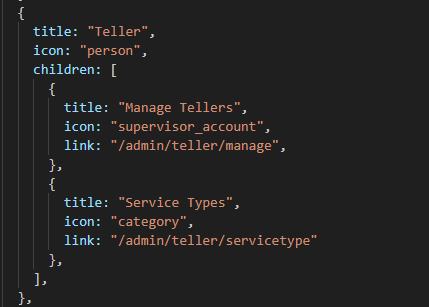 {
title: "Teller",
icon: "person",
children: [
{
title: "Manage Tellers",
icon: "supervisor_account",
link: "/admin/teller/manage",
},
{
title: "Service Types",
icon: "category",
link: "/admin/teller/servicetype"
},
],
},